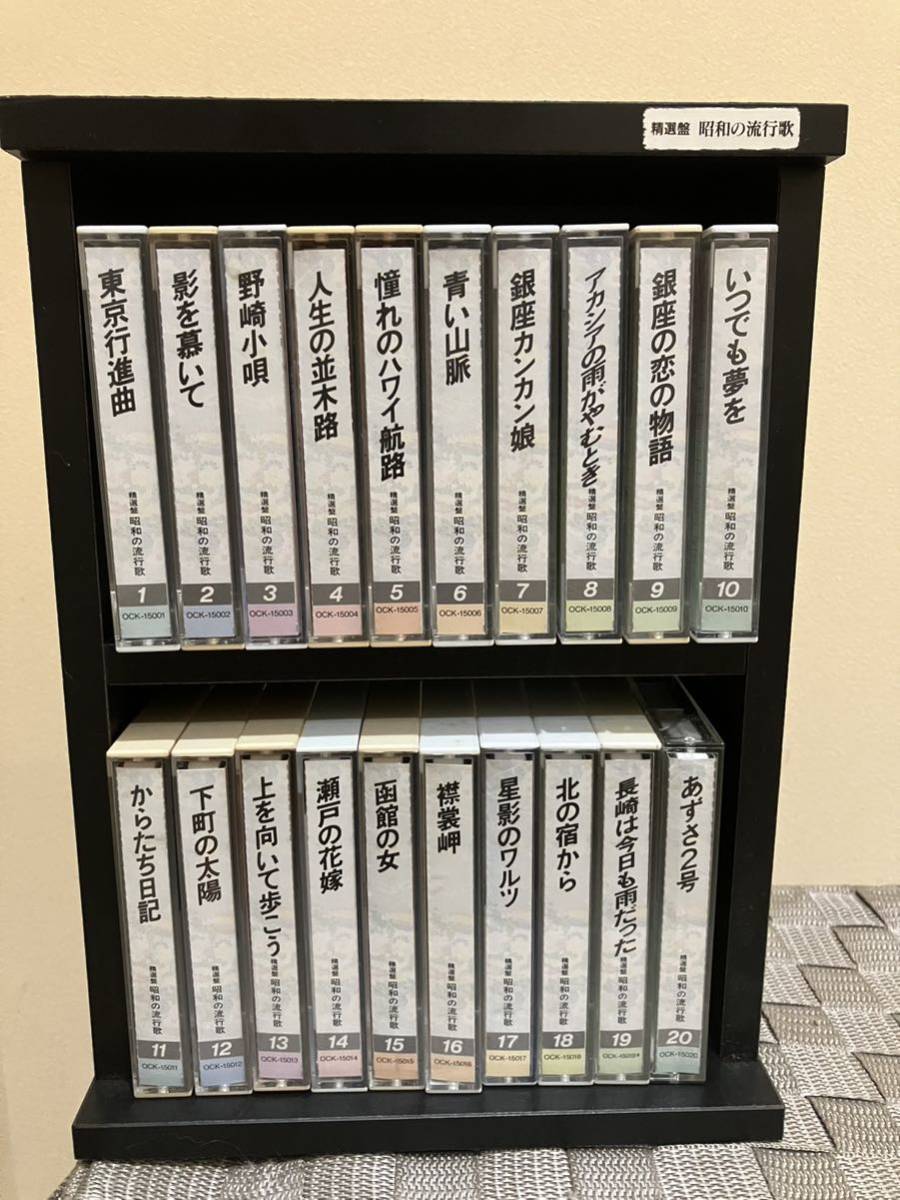 精選盤 昭和の流行歌
東京行進曲
精選盤 昭和の流行歌
1
OCK-15001
影を慕いて
精選盤 昭和の流行歌
2
OCK-15002
野崎小唄
精選盤 昭和の流行歌
3
OCK-15003
人生の並木路
精選盤 昭和の流行歌
4
OCK-15004
憧れのハワイ航路
精選盤 昭和の流行歌
5
OCK-15005
青い山脈
精選盤 昭和の流行歌
6
OCK-15006
銀座カンカン娘
精選盤 昭和の流行歌
7
OCK-15007
アカシアの雨がやむとき
精選盤 昭和の流行歌
8
OCK-15008
銀座の恋の物語
精選盤 昭和の流行歌
9
OCK-15009
いつでも夢を
精選盤 昭和の流行歌
10
OCK-15010
からたち日記
精選盤 昭和の流行歌
11
OCK-15011
下町の太陽
精選盤 昭和の流行歌
12
OCK-15012
上を向いて歩こう
精選盤 昭和の流行歌
13
OCK-15013
瀬戸の花嫁
精選盤 昭和の流行歌
14
OCK-15014
函館の女
精選盤 昭和の流行歌
15
OCK-15015
襟裳岬
精選盤 昭和の流行歌
16
OCK-15016
星影のワルツ
精選盤 昭和の流行歌
17
OCK-15017
北の宿から
精選盤 昭和の流行歌
18
OCK-15018
長崎は今日も雨だった
精選盤 昭和の流行歌
19
あずさ2号
精選盤 昭和の流行歌
20
OCK-15020